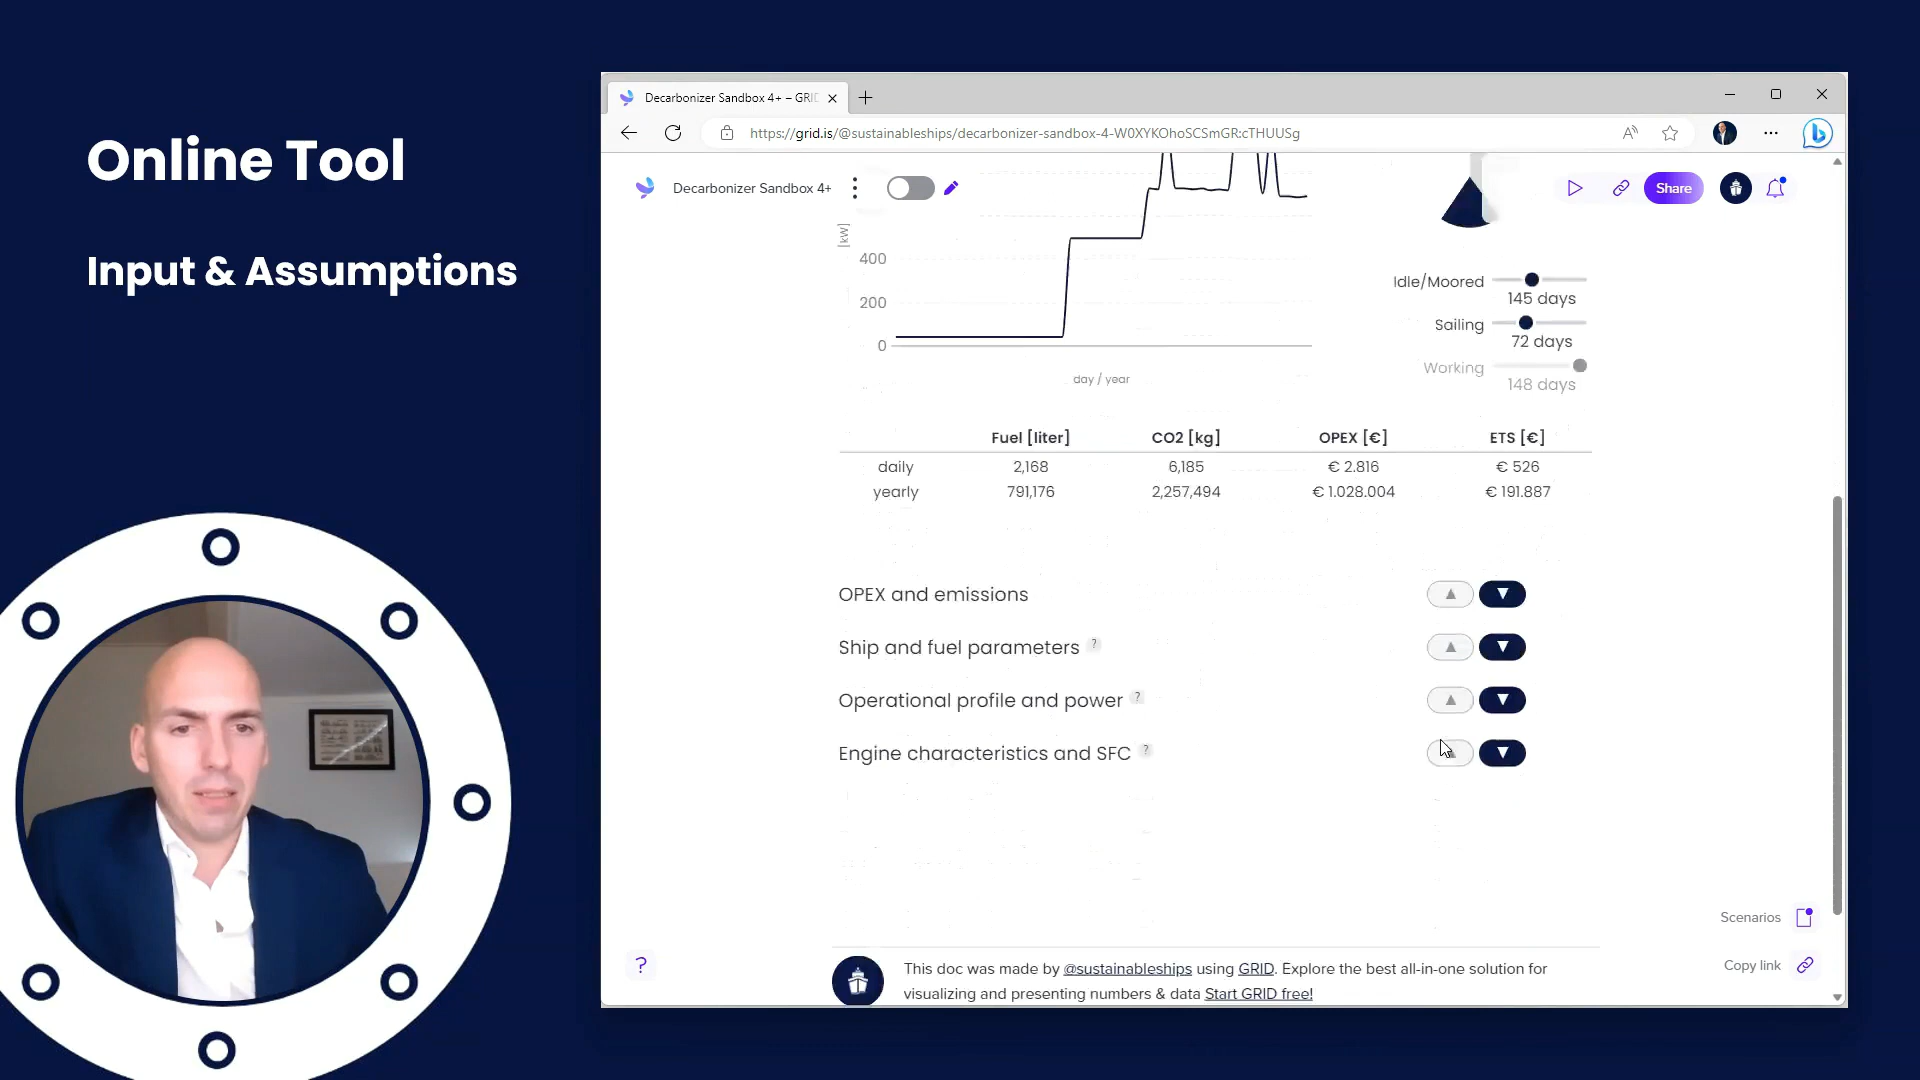 Online Tool
Input & Assumptions
Decarbonizer Sandbox 4+ – GRI
https://grid.is/@sustainableships/decarbonizer-sandbox-4-W0XYKOhoSCSmGR:cTHUUSg
Decarbonizer Sandbox 4+
Share
[kW]
400
200
0
day / year
Idle/Moored
145 days
Sailing
72 days
Working
148 days
Fuel [liter] CO2 [kg] OPEX [€] ETS [€]
daily 2,168 6,185 € 2.816 € 526
yearly 791,176 2,257,494 € 1.028.004 € 191.887
OPEX and emissions
Ship and fuel parameters ?
Operational profile and power ?
Engine characteristics and SFC ?
Scenarios
Copy link
?
This doc was made by @sustainableships using GRID. Explore the best all-in-one solution for
visualizing and presenting numbers & data Start GRID free!